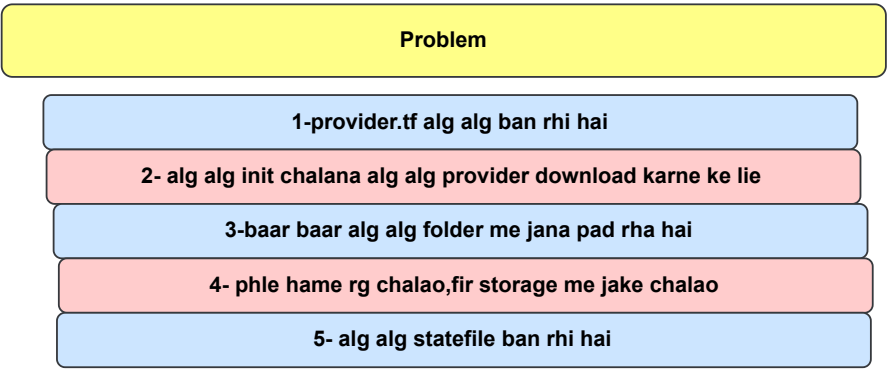 Problem
1-provider.tf alg alg ban rhi hai
2- alg alg init chalana alg alg provider download karne ke lie
3-baar baar alg alg folder me jana pad rha hai
4- phle hame rg chalao,fir storage me jake chalao
5- alg alg statefile ban rhi hai